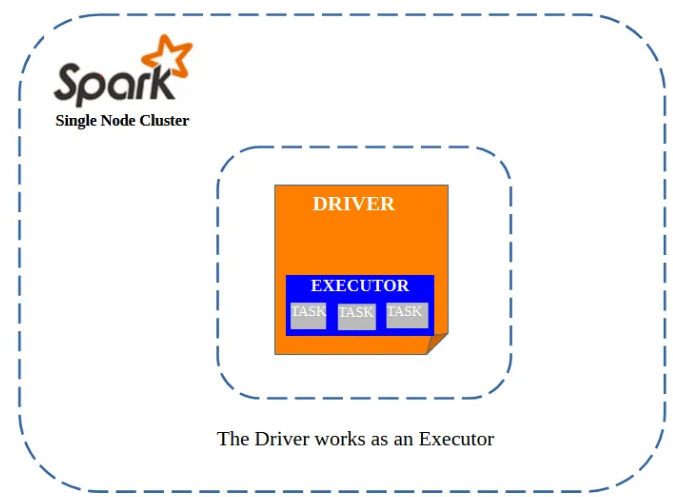 Spark
Single Node Cluster
DRIVER
EXECUTOR
TASK TASK TASK
The Driver works as an Executor